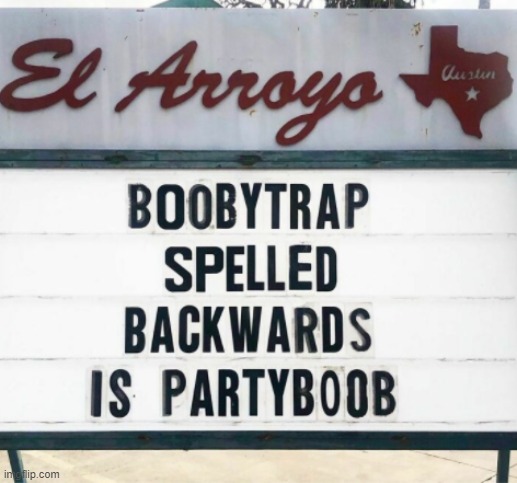 El Arroyo
Austin
BOOBYTRAP
SPELLED
BACKWARDS
IS PARTYBOOB
imgflip.com